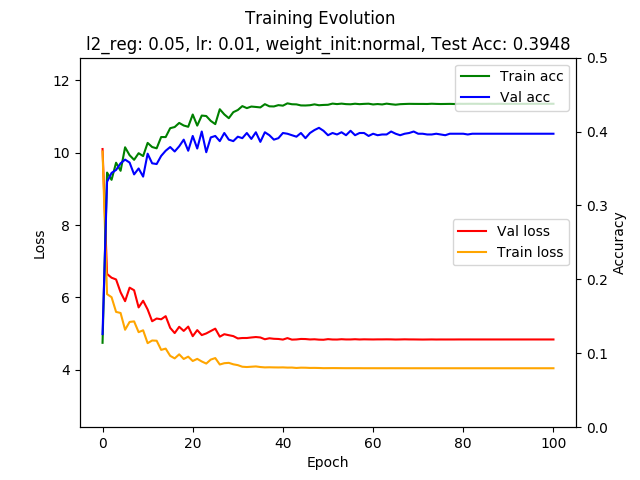 Training Evolution
l2_reg: 0.05, lr: 0.01, weight_init:normal, Test Acc: 0.3948
Train acc
Val acc
Val loss
Train loss
Loss
12
10
8
6
4
Accuracy
0.5
0.4
0.3
0.2
0.1
0.0
0 20 40 60 80 100
Epoch